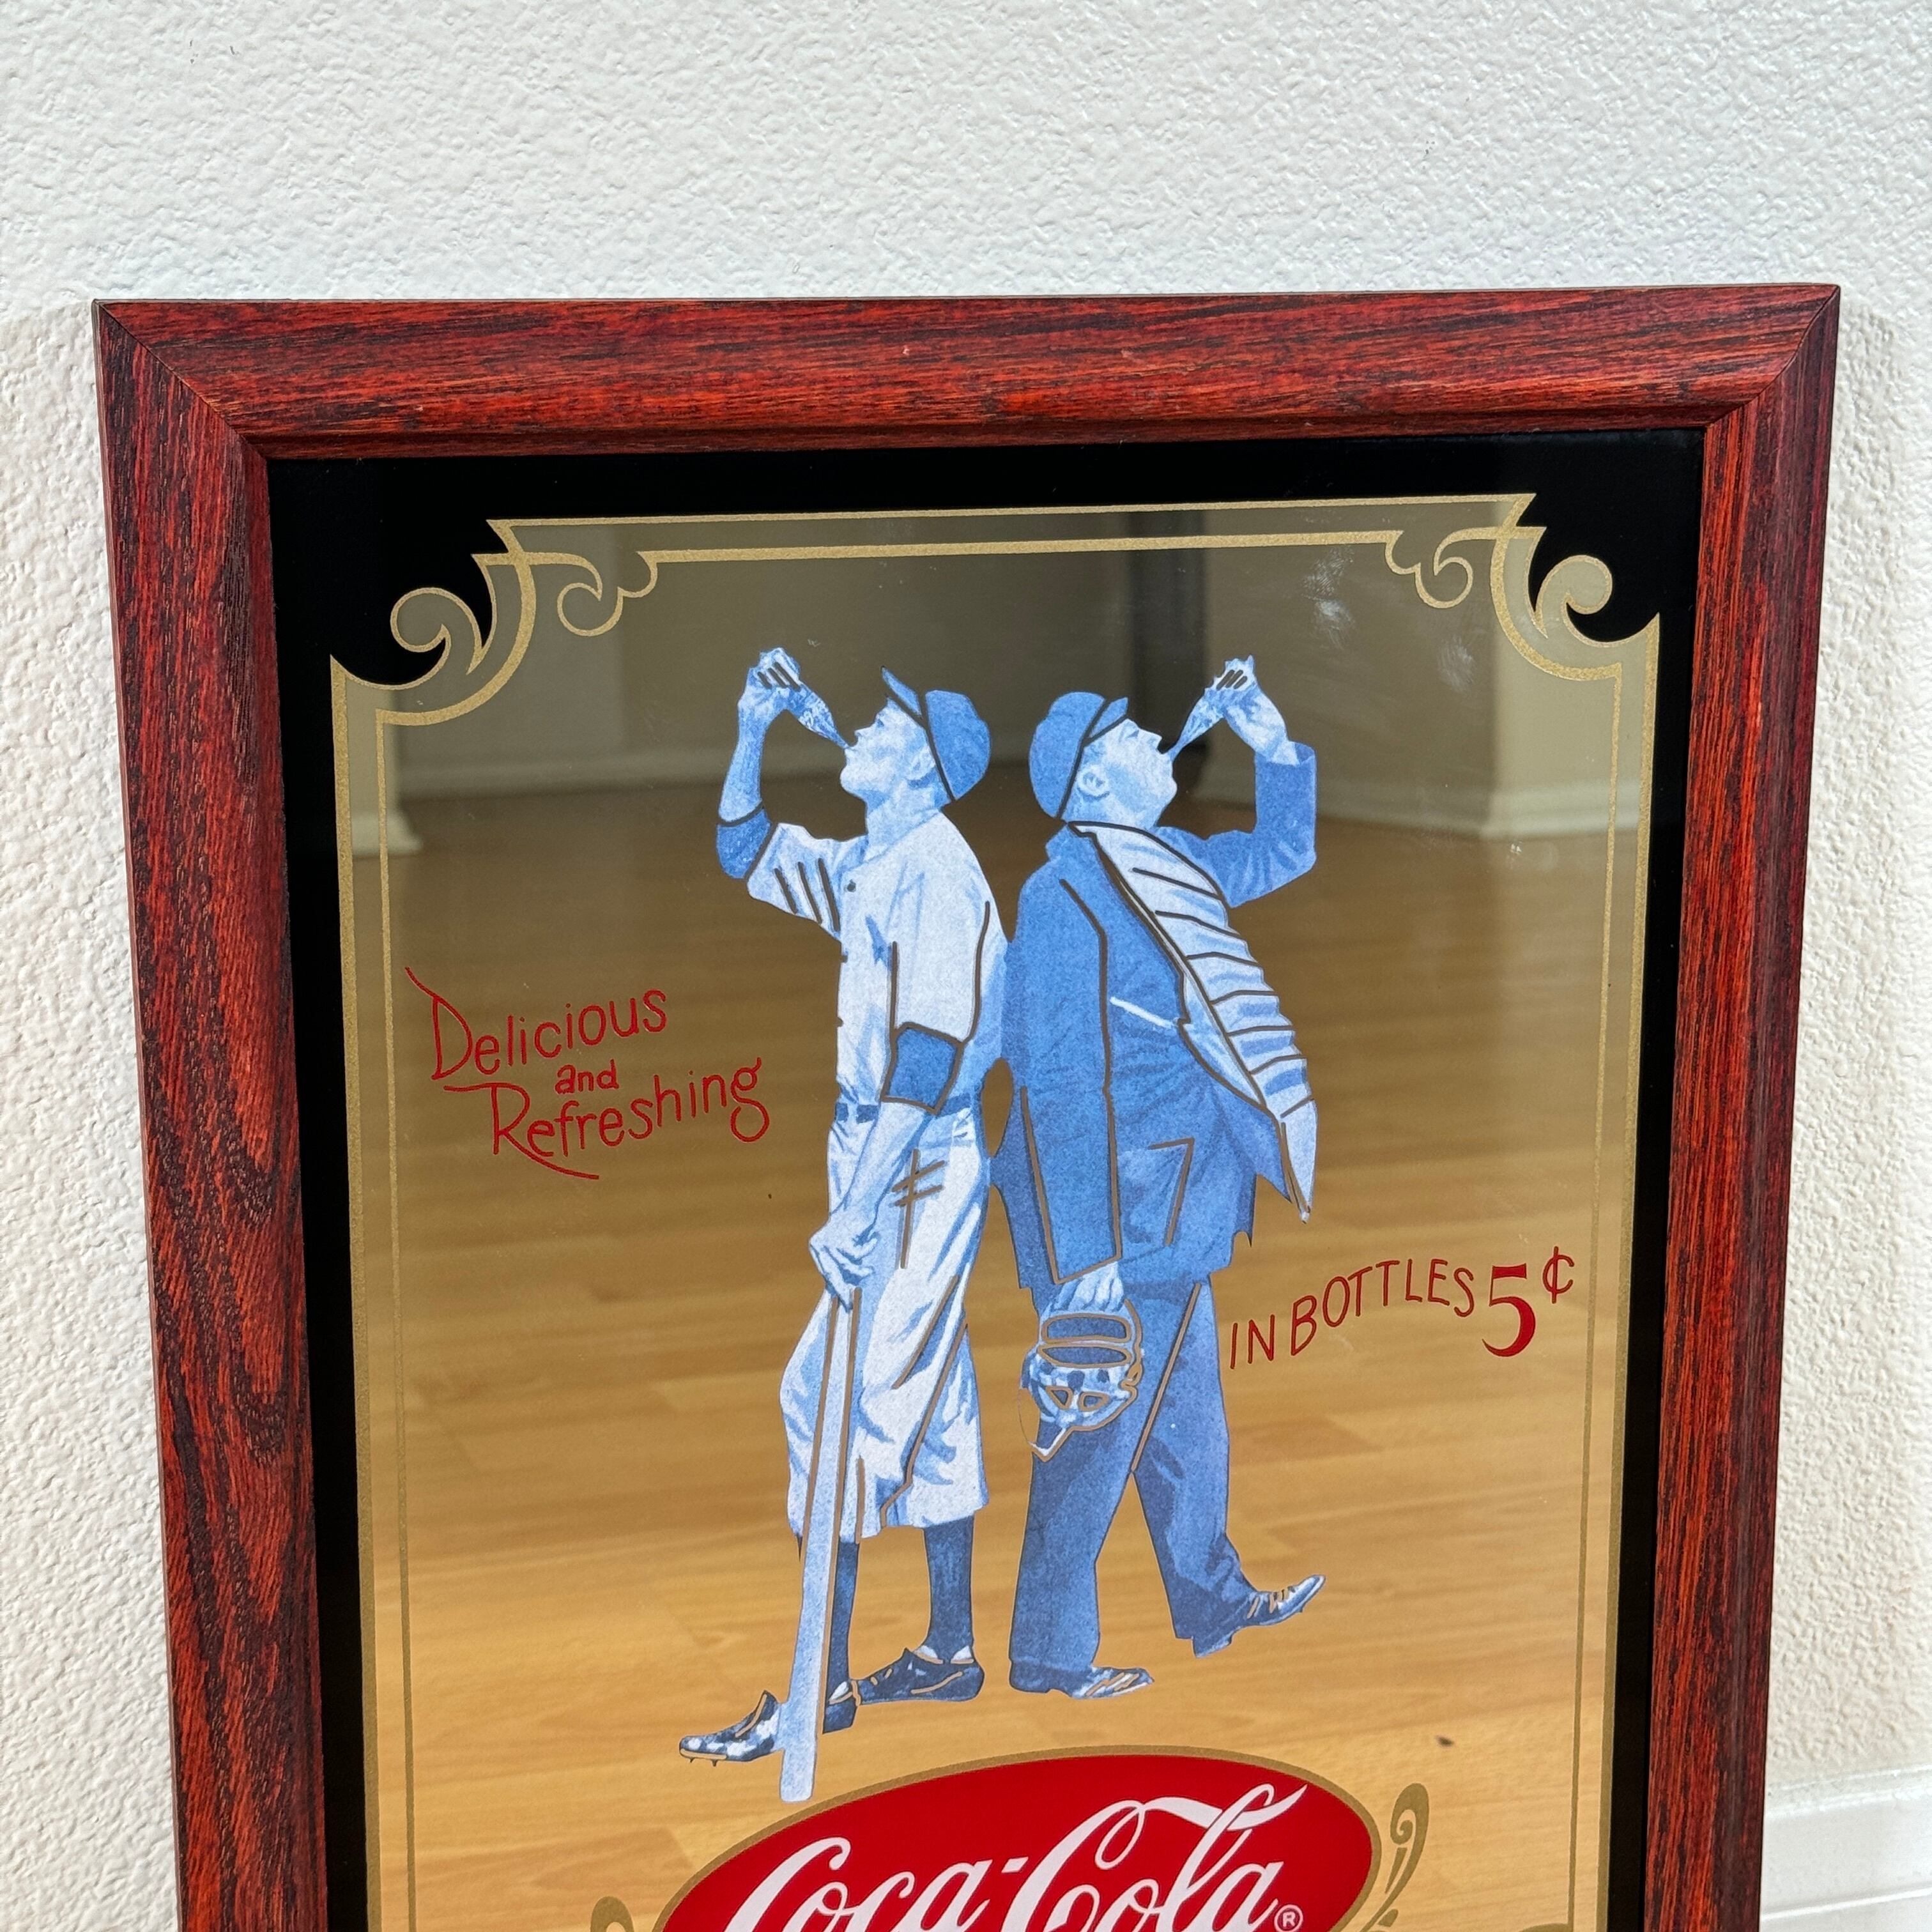 Delicious
and
Refreshing
IN BOTTLES 5¢
Coca-Cola ®